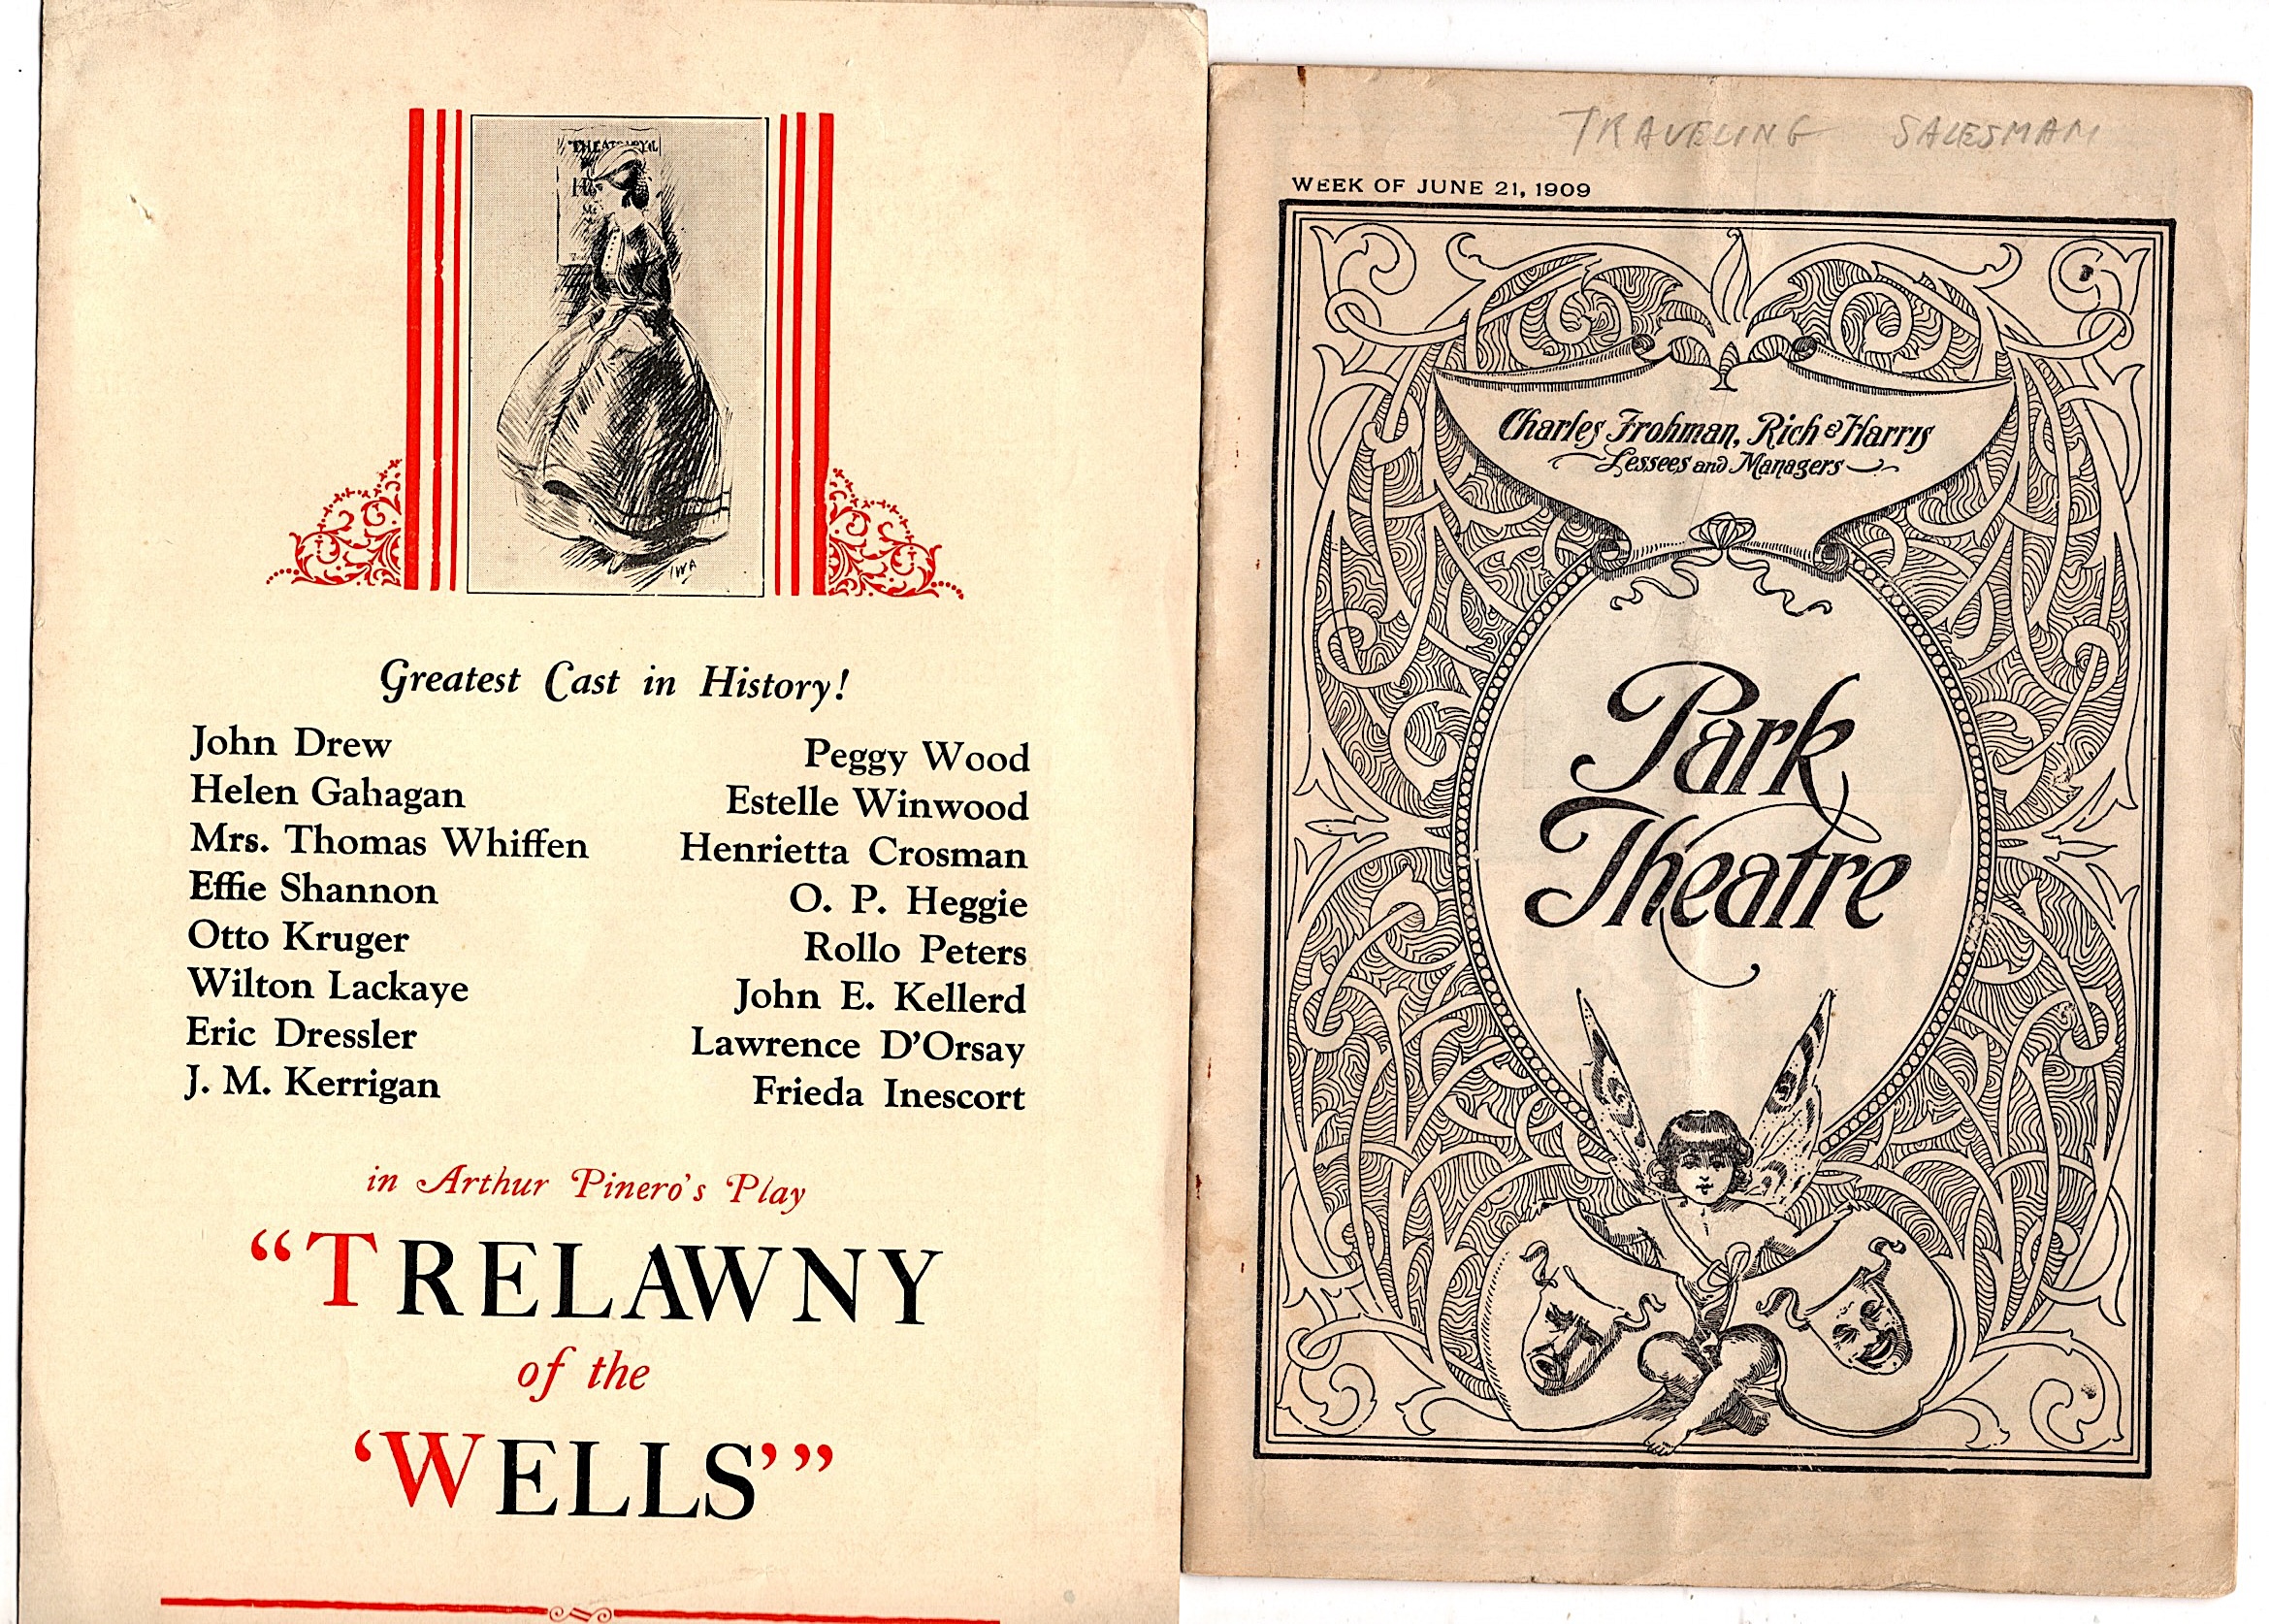 THEATRE
Greatest Cast in History!
John Drew
Helen Gahagan
Mrs. Thomas Whiffen
Effie Shannon
Otto Kruger
Wilton Lackaye
Eric Dressler
J. M. Kerrigan
Peggy Wood
Estelle Winwood
Henrietta Crosman
O. P. Heggie
Rollo Peters
John E. Kellerd
Lawrence D'Orsay
Frieda Inescort
in Arthur Pinero's Play
"TRELAWNY
of the
'WELLS'"
TRAVELING SALESMAN
WEEK OF JUNE 21, 1909
Charles Frohman, Rich & Harris
Lessees and Managers
Park
Theatre